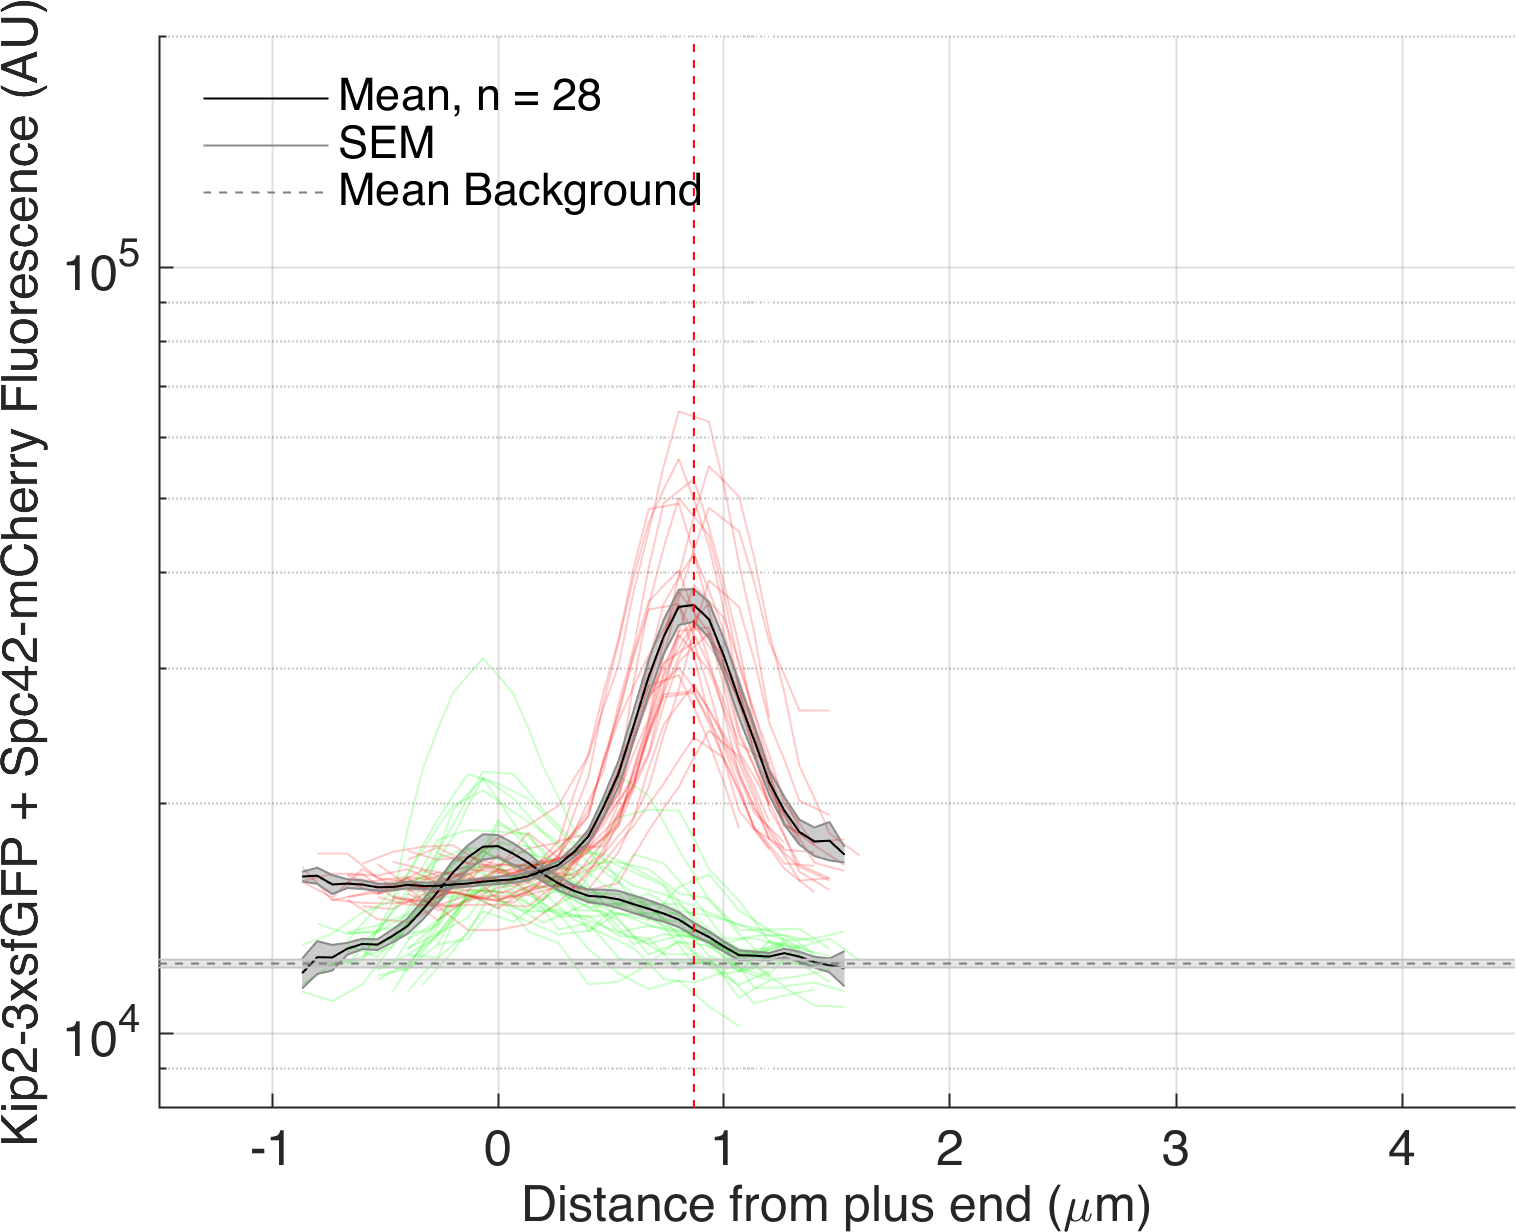 Kip2-3xsfGFP + Spc42-mCherry Fluorescence (AU)
Mean, n = 28
SEM
Mean Background
10^5
10^4
-1 0 1 2 3 4
Distance from plus end (μm)